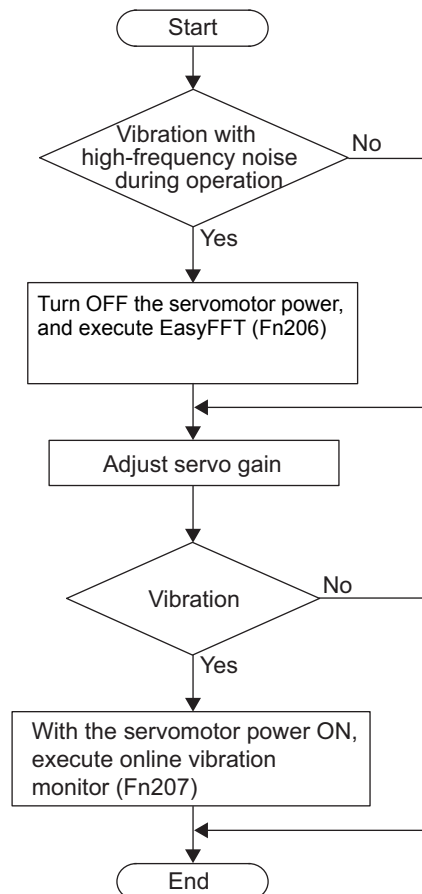 Start
Vibration with
high-frequency noise
during operation
No
Yes
Turn OFF the servomotor power,
and execute EasyFFT (Fn206)
Adjust servo gain
Vibration
No
Yes
With the servomotor power ON,
execute online vibration
monitor (Fn207)
End